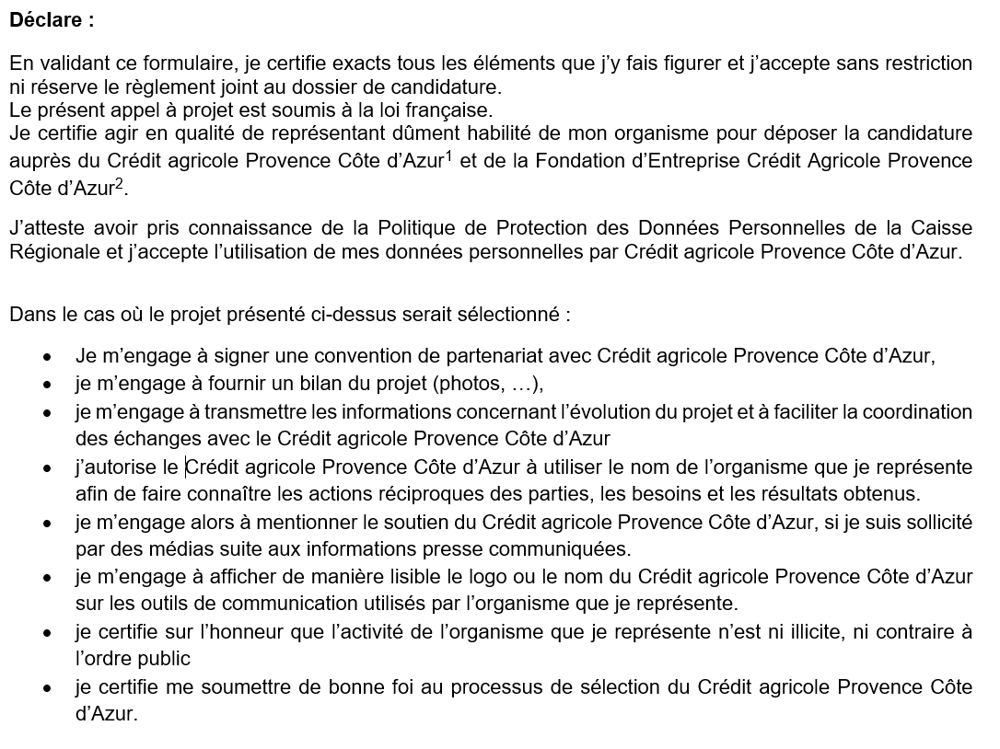 Déclare :
En validant ce formulaire, je certifie exacts tous les éléments que j’y fais figurer et j’accepte sans restriction
ni réserve le règlement joint au dossier de candidature.
Le présent appel à projet est soumis à la loi française.
Je certifie agir en qualité de représentant dûment habilité de mon organisme pour déposer la candidature
auprès du Crédit agricole Provence Côte d’Azur¹ et de la Fondation d’Entreprise Crédit Agricole Provence
Côte d’Azur².
J’atteste avoir pris connaissance de la Politique de Protection des Données Personnelles de la Caisse
Régionale et j’accepte l’utilisation de mes données personnelles par Crédit agricole Provence Côte d’Azur.
Dans le cas où le projet présenté ci-dessus serait sélectionné :
• Je m’engage à signer une convention de partenariat avec Crédit agricole Provence Côte d’Azur,
• je m’engage à fournir un bilan du projet (photos, …),
• je m’engage à transmettre les informations concernant l’évolution du projet et à faciliter la coordination
des échanges avec le Crédit agricole Provence Côte d’Azur
• j’autorise le Crédit agricole Provence Côte d’Azur à utiliser le nom de l’organisme que je représente
afin de faire connaître les actions réciproques des parties, les besoins et les résultats obtenus.
• je m’engage alors à mentionner le soutien du Crédit agricole Provence Côte d’Azur, si je suis sollicité
par des médias suite aux informations presse communiquées.
• je m’engage à afficher de manière lisible le logo ou le nom du Crédit agricole Provence Côte d’Azur
sur les outils de communication utilisés par l’organisme que je représente.
• je certifie sur l’honneur que l’activité de l’organisme que je représente n’est ni illicite, ni contraire à
l’ordre public
• je certifie me soumettre de bonne foi au processus de sélection du Crédit agricole Provence Côte
d’Azur.